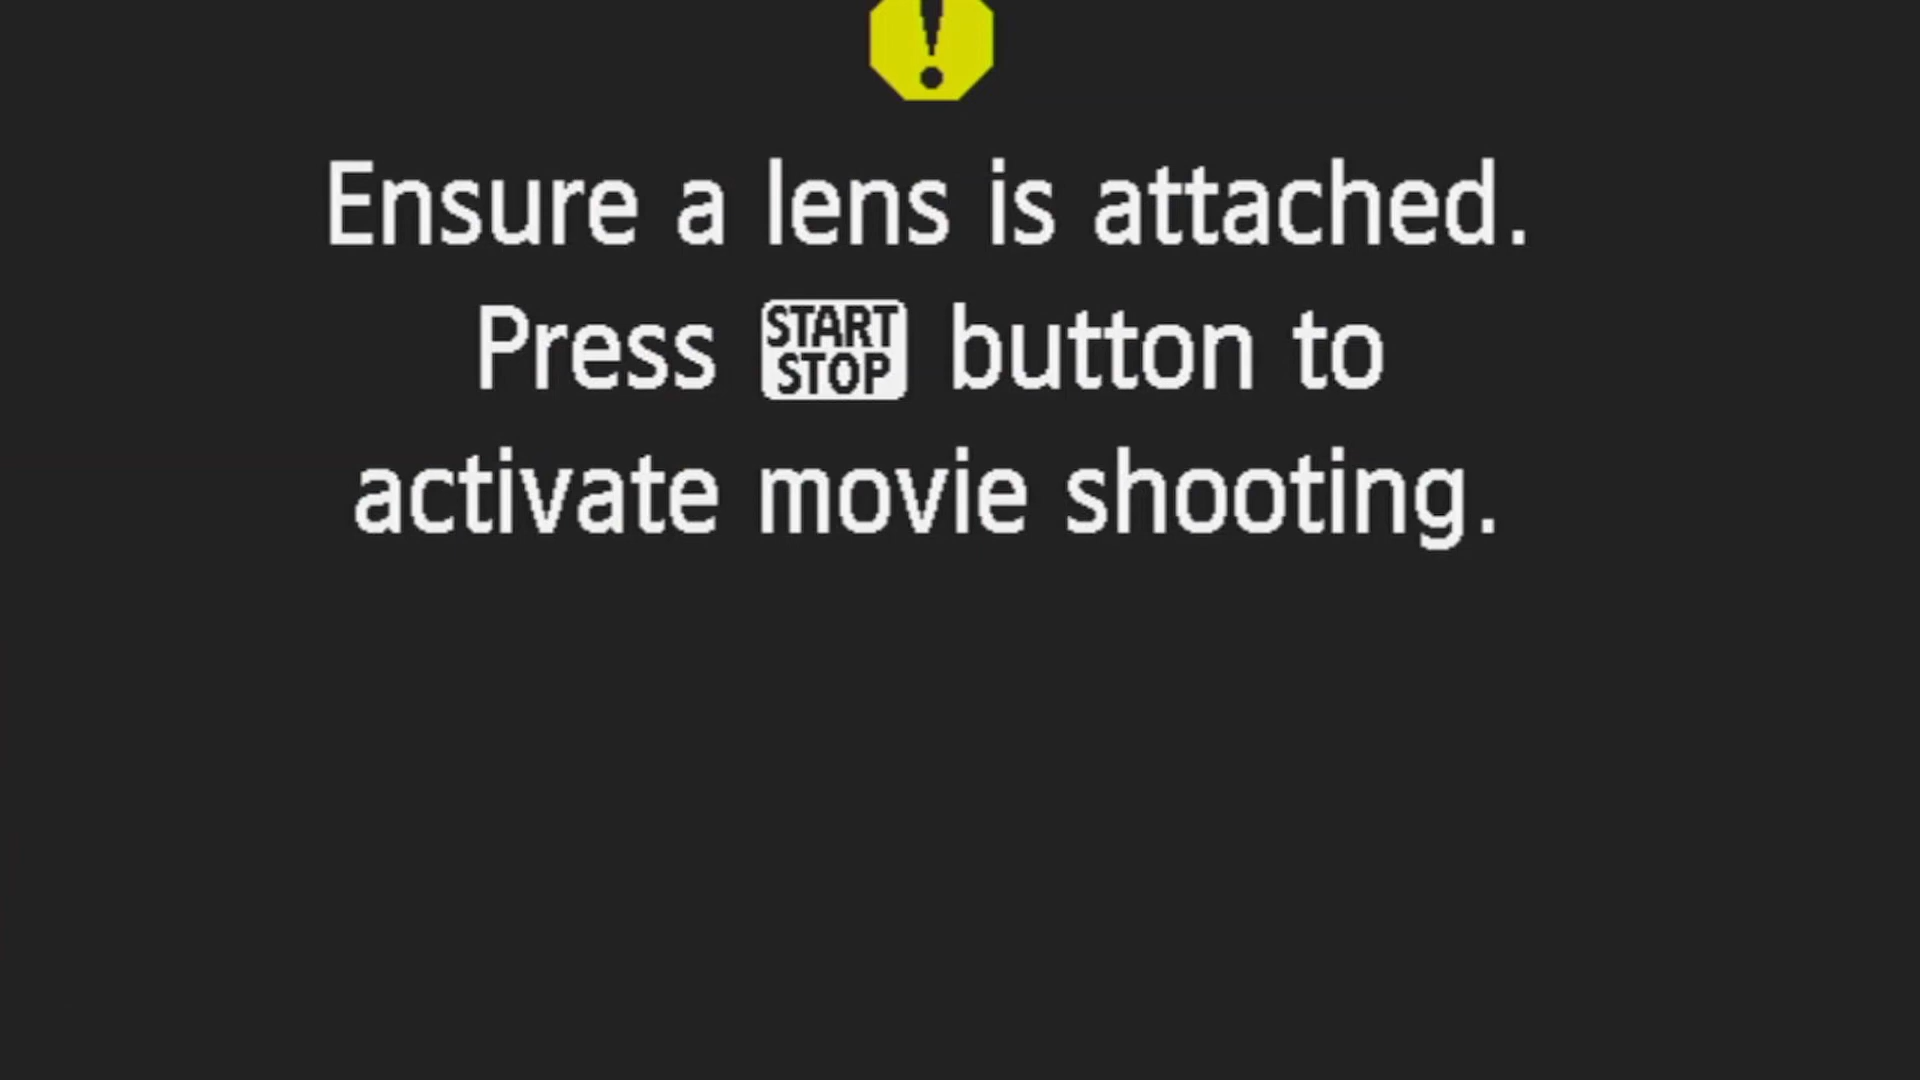 Ensure a lens is attached.
Press START STOP button to
activate movie shooting.